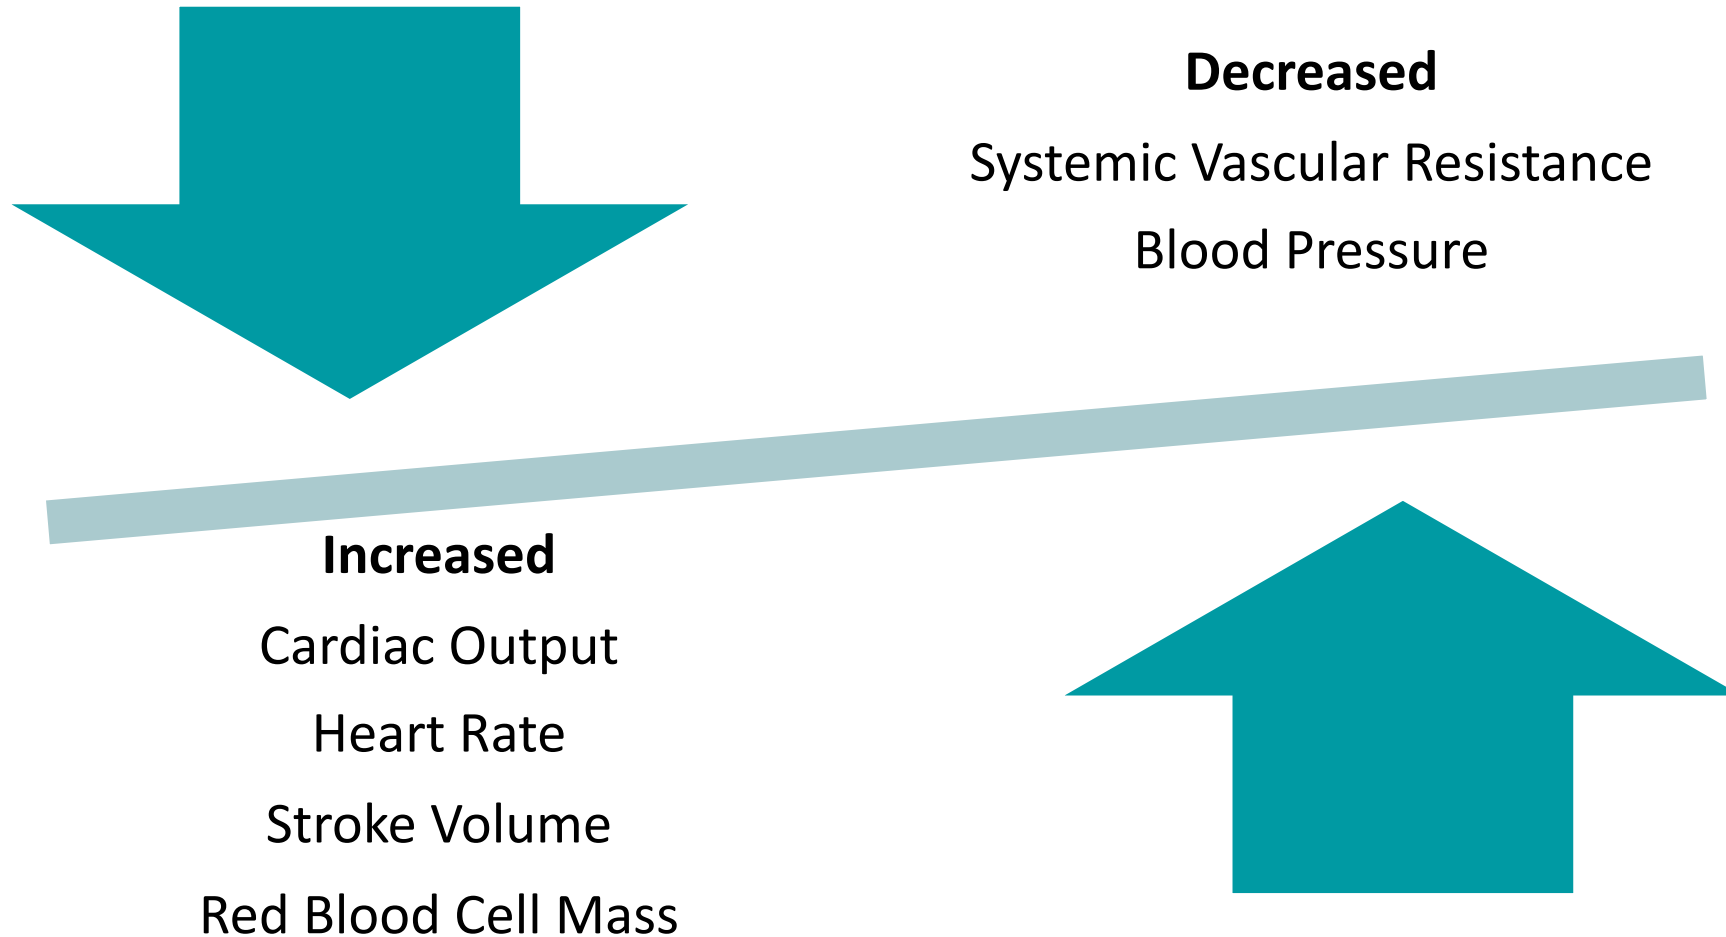 Decreased
Systemic Vascular Resistance
Blood Pressure
Increased
Cardiac Output
Heart Rate
Stroke Volume
Red Blood Cell Mass